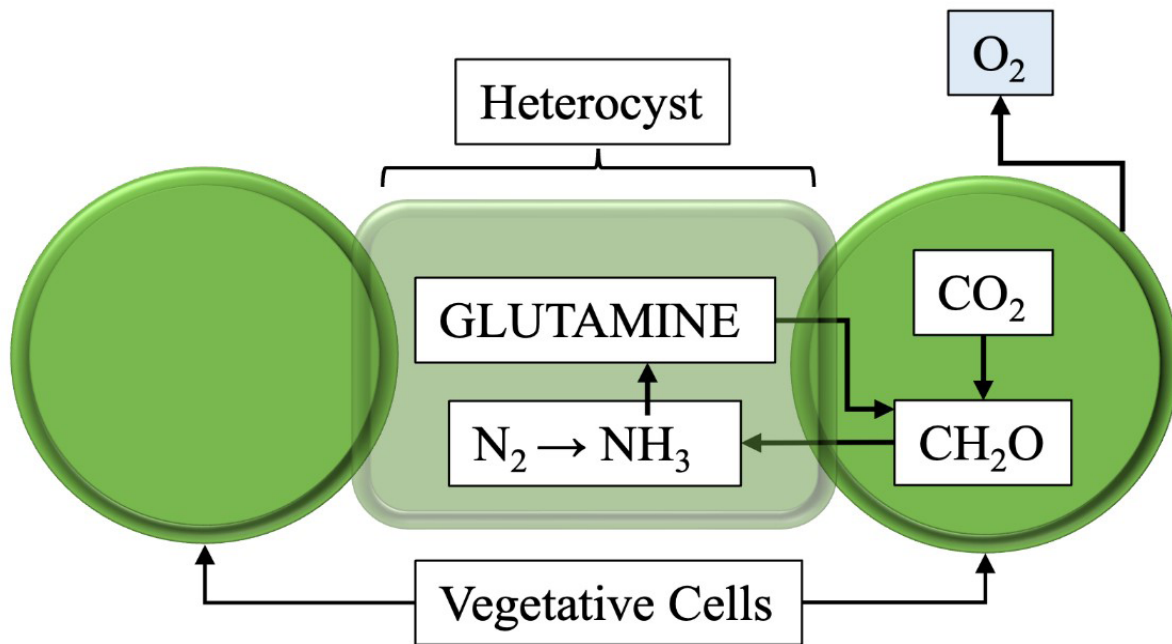 O₂
Heterocyst
GLUTAMINE
CO₂
N₂ → NH₃
CH₂O
Vegetative Cells